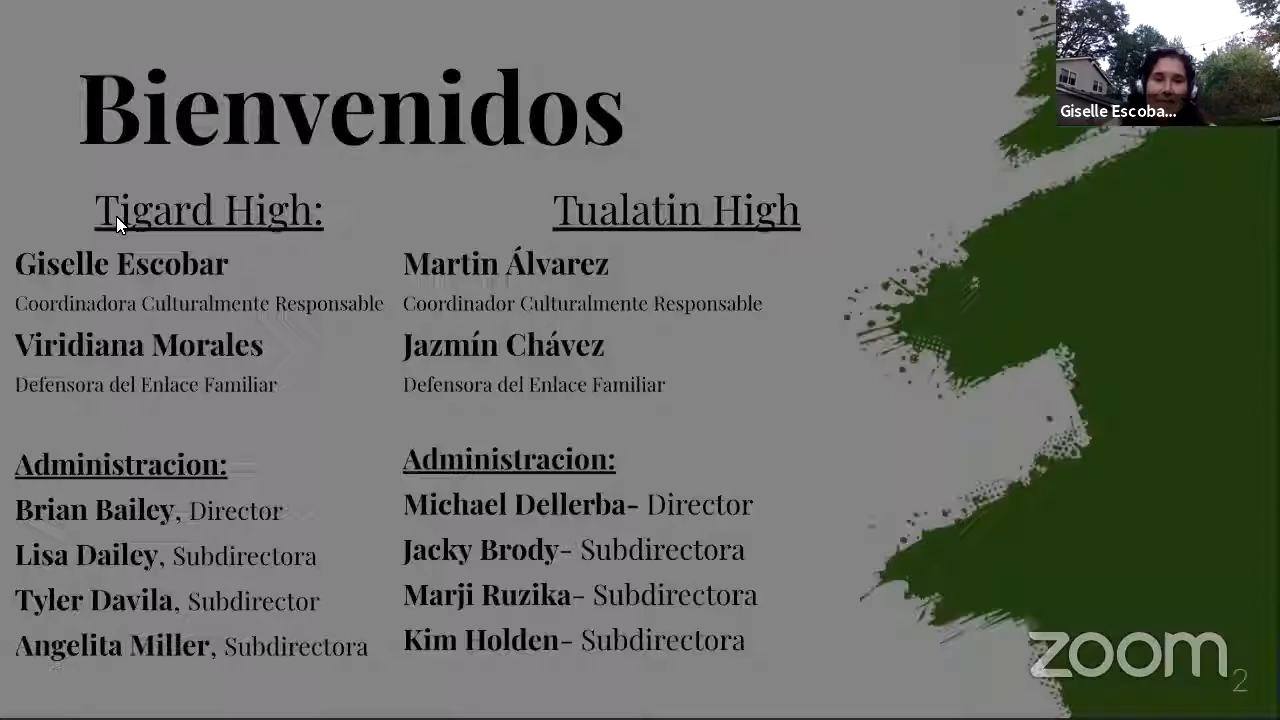 Bienvenidos
Giselle Escoba...
Tigard High:
Giselle Escobar
Coordinadora Culturalmente Responsable
Viridiana Morales
Defensora del Enlace Familiar
Administracion:
Brian Bailey, Director
Lisa Dailey, Subdirectora
Tyler Davila, Subdirector
Angelita Miller, Subdirectora
Tualatin High
Martin Álvarez
Coordinador Culturalmente Responsable
Jazmín Chávez
Defensora del Enlace Familiar
Administracion:
Michael Dellerba- Director
Jacky Brody- Subdirectora
Marji Ruzika- Subdirectora
Kim Holden- Subdirectora
zoom
2